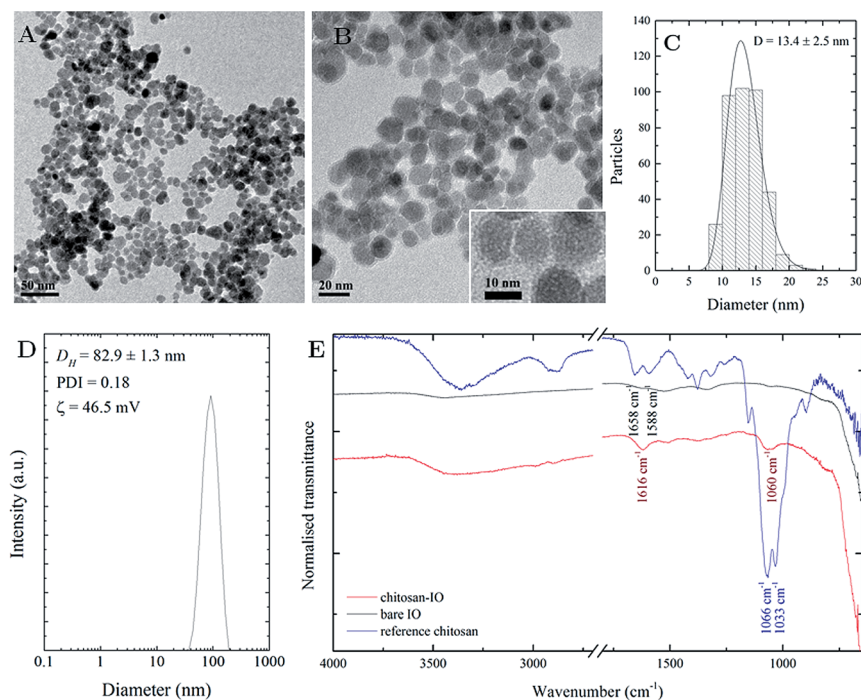 A
50 nm
B
20 nm
10 nm
C
D = 13.4 ± 2.5 nm
Particles
140
120
100
80
60
40
20
0
0 5 10 15 20 25 30
Diameter (nm)
D
D_H = 82.9 ± 1.3 nm
PDI = 0.18
ζ = 46.5 mV
Intensity (a.u.)
0.1 1 10 100 1000
Diameter (nm)
E
Normalised transmittance
1658 cm⁻¹
1588 cm⁻¹
1616 cm⁻¹
1060 cm⁻¹
1066 cm⁻¹
1033 cm⁻¹
chitosan-IO
bare IO
reference chitosan
4000 3500 3000 1500 1000
Wavenumber (cm⁻¹)